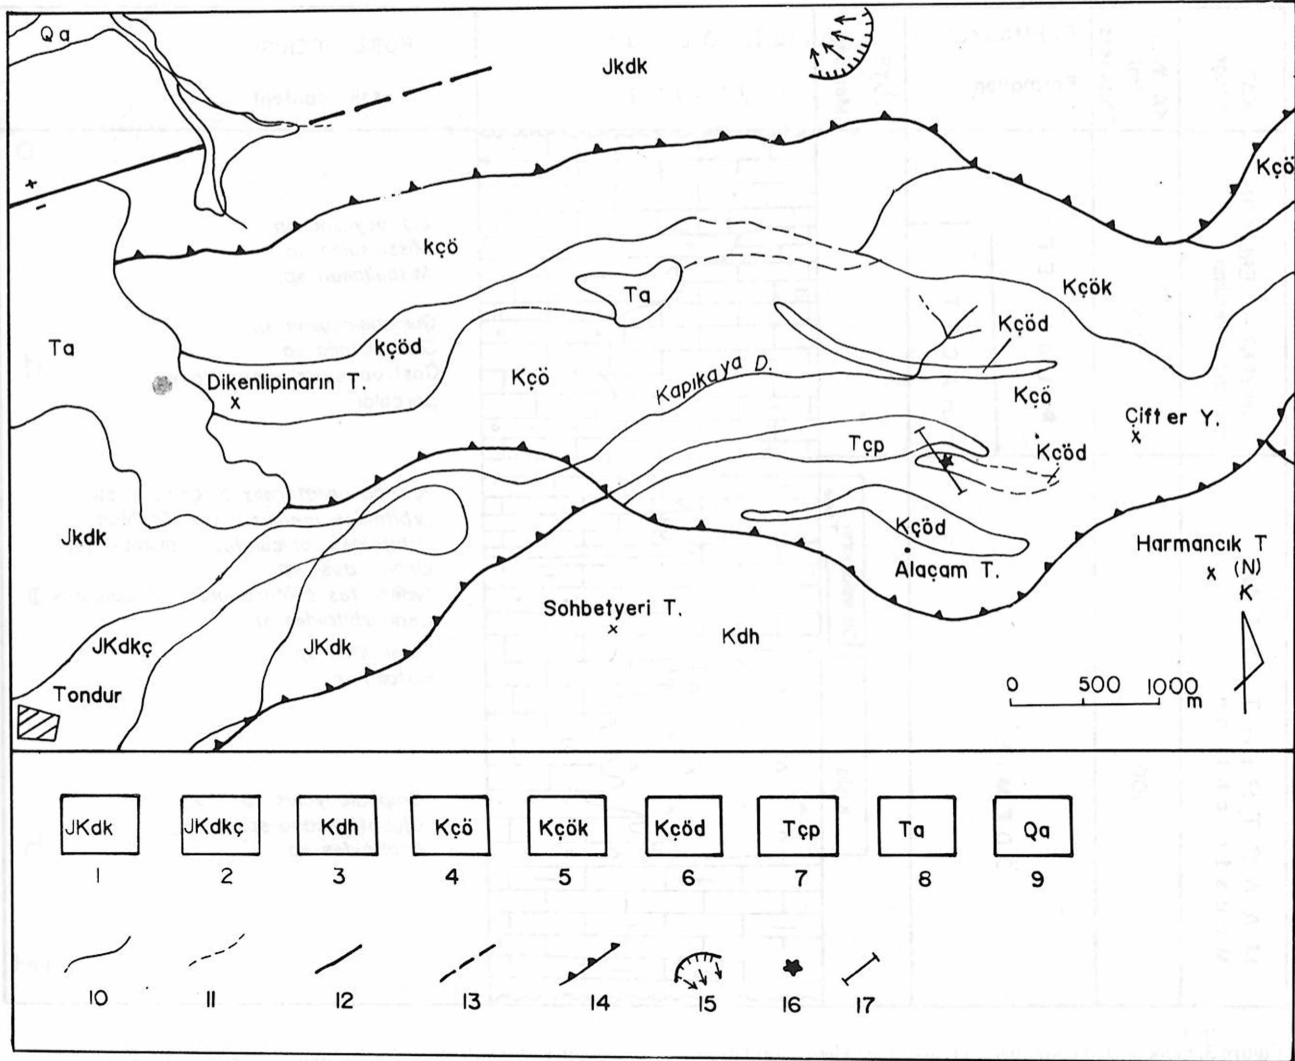 Qa
Jkdk
+
-
Kçö
kçö
Ta
Kçök
Kçöd
Ta
kçöd
Kçö
Kapıkaya D.
Dikenlipinarın T.
Kçö
Çifter Y.
Tçp
Kçöd
Jkdk
Kçöd
Alaçam T.
Harmancık T
(N)
K
Sohbetyeri T.
Kdh
JKdkç
JKdk
Tondur
0 500 1000 m
JKdk JKdkç Kdh Kçö Kçök Kçöd Tçp Ta Qa
1 2 3 4 5 6 7 8 9
10 11 12 13 14 15 16 17